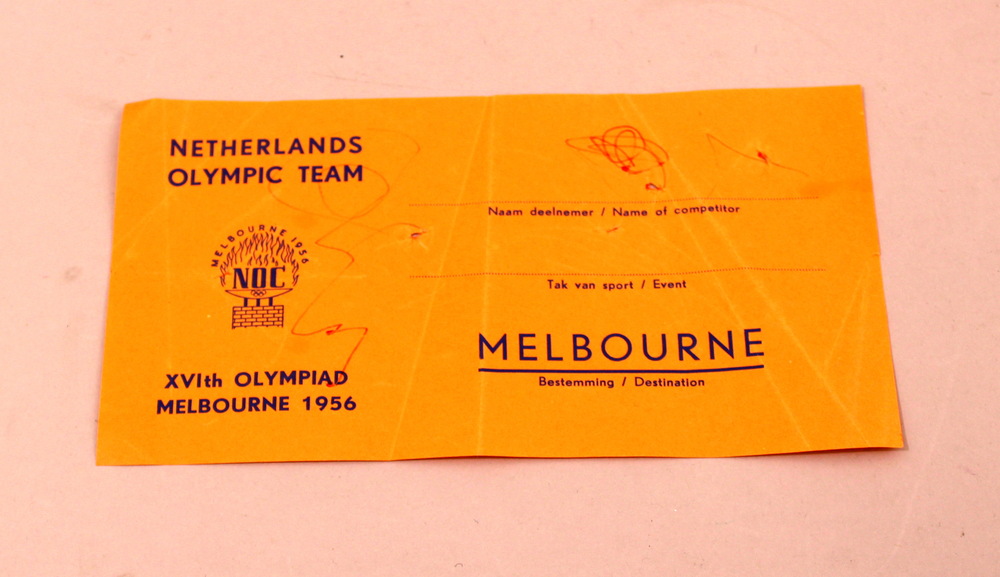 NETHERLANDS
OLYMPIC TEAM
MELBOURNE 1956
NOC
XVIth OLYMPIAD
MELBOURNE 1956
Naam deelnemer / Name of competitor
Tak van sport / Event
MELBOURNE
Bestemming / Destination